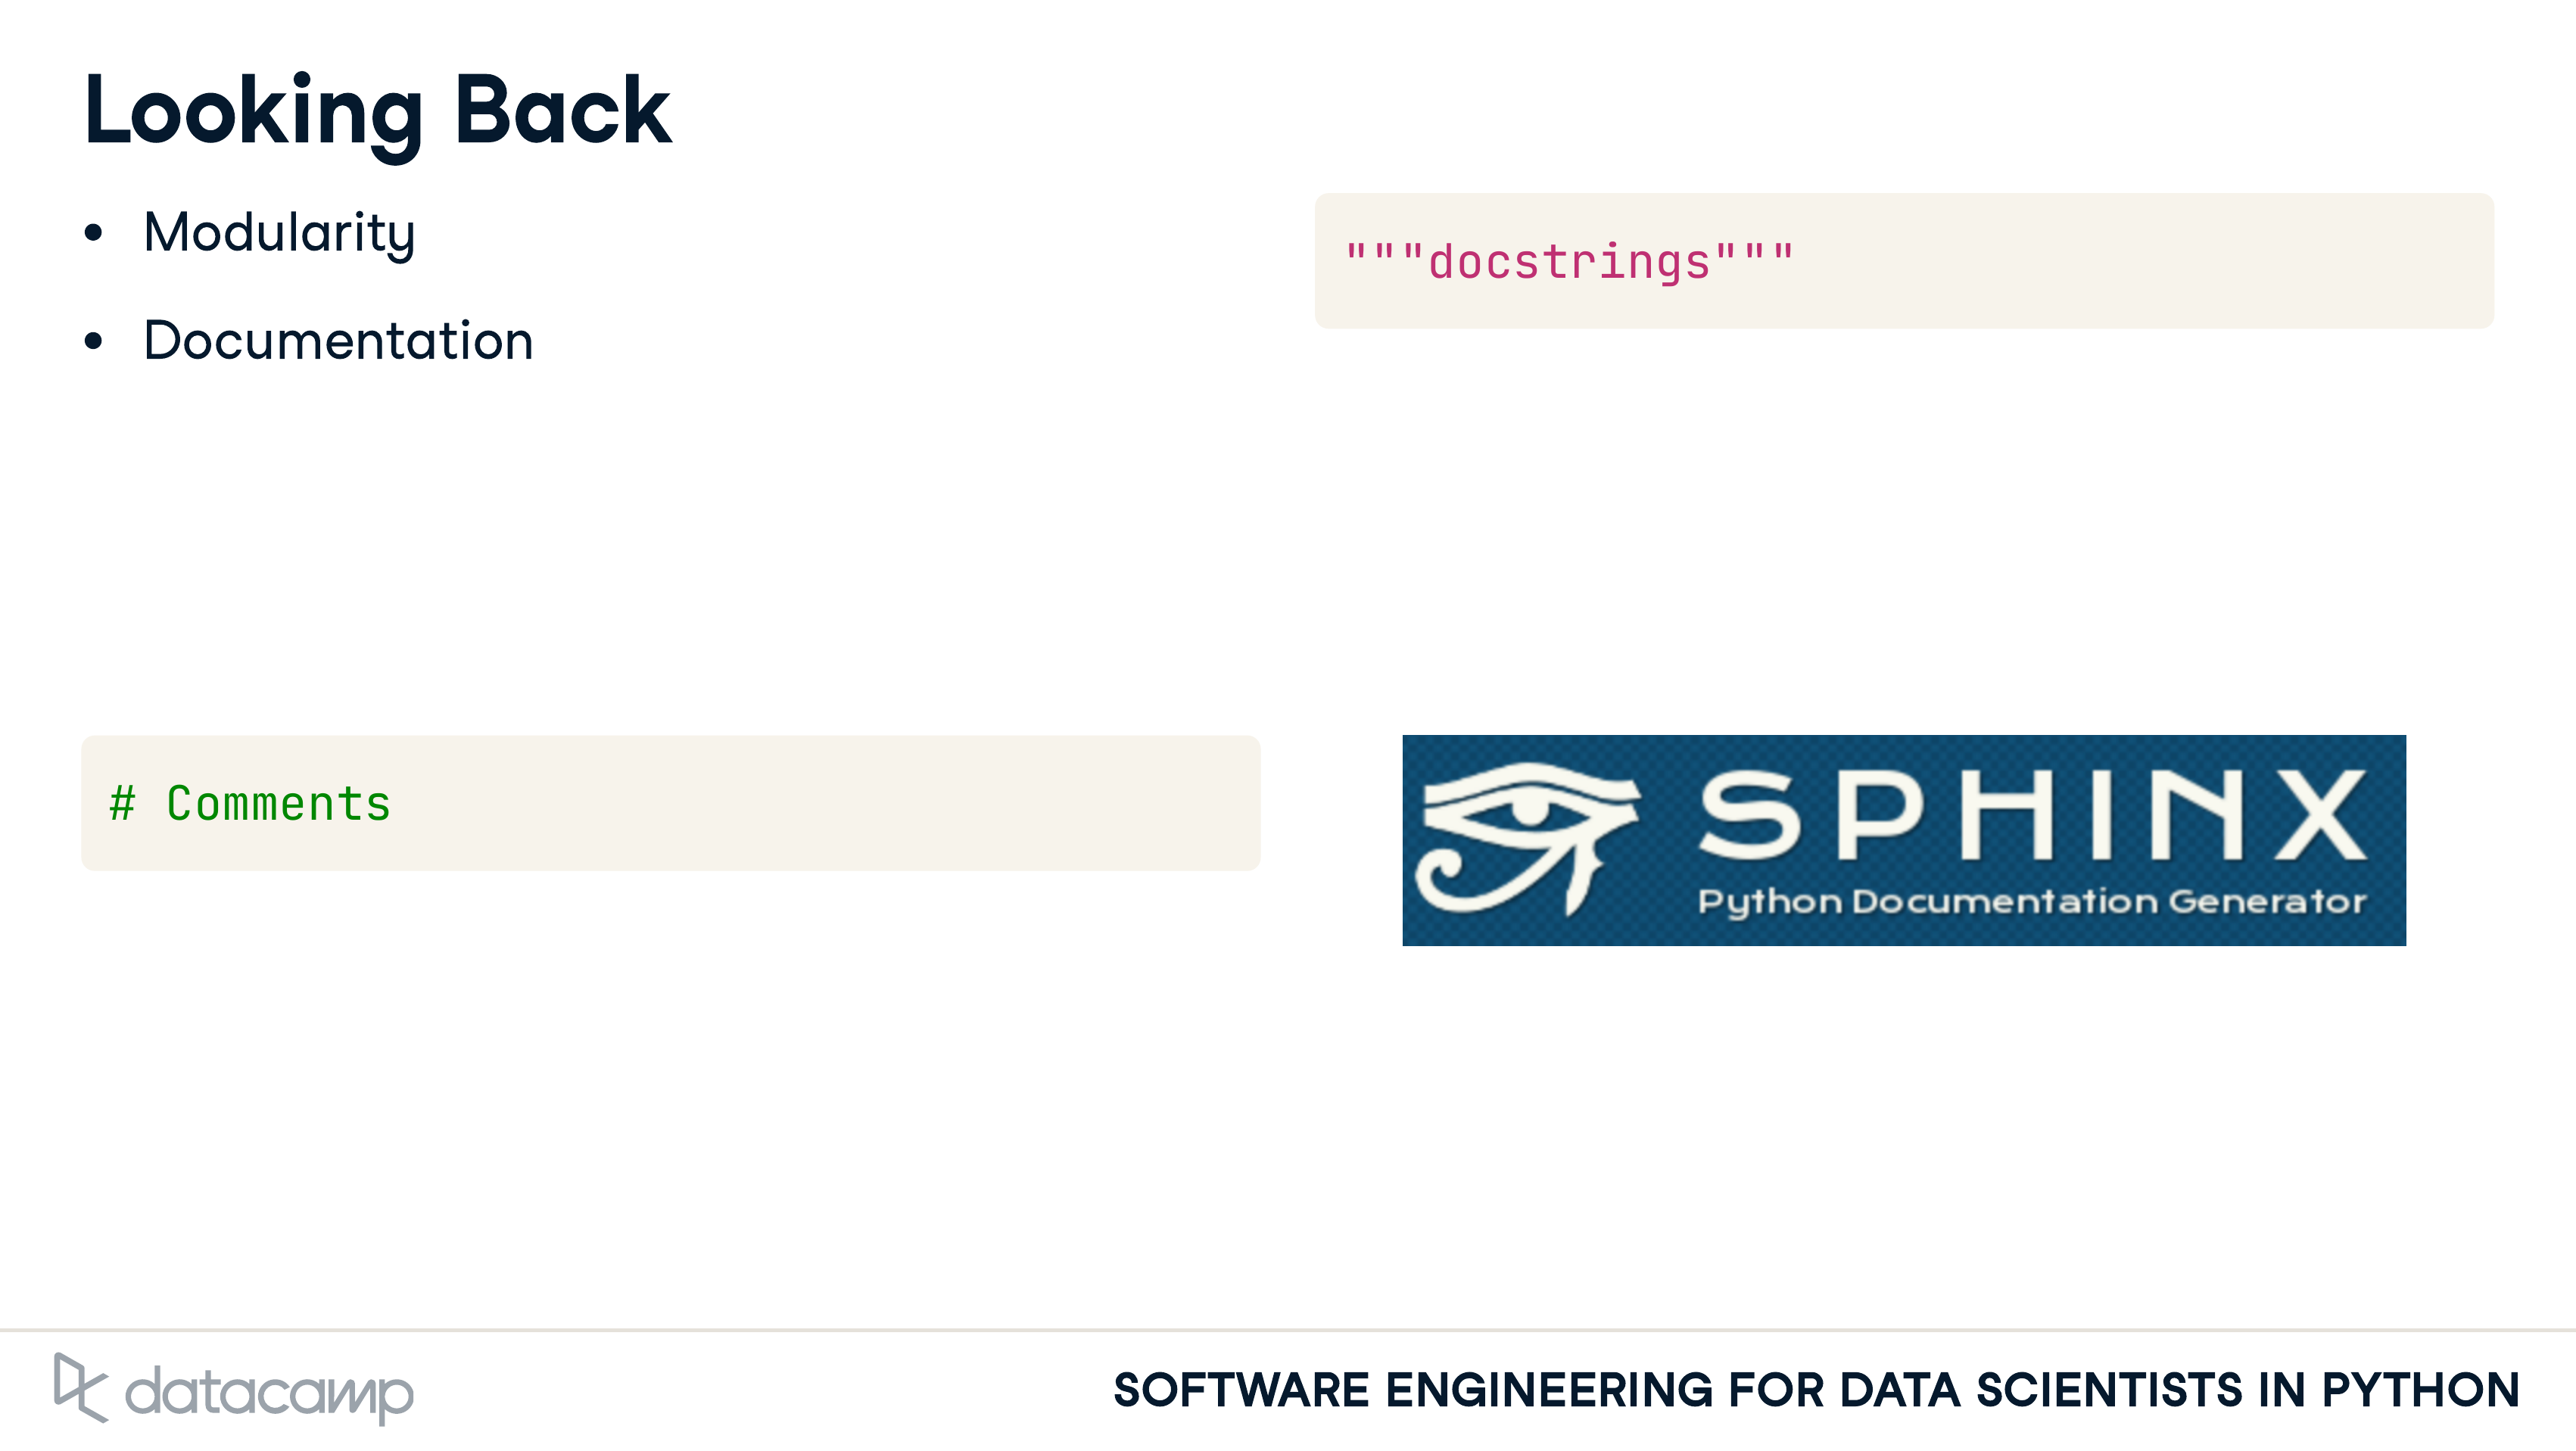 Looking Back
• Modularity
• Documentation
"""docstrings"""
# Comments
SPHINX
Python Documentation Generator
datacamp
SOFTWARE ENGINEERING FOR DATA SCIENTISTS IN PYTHON